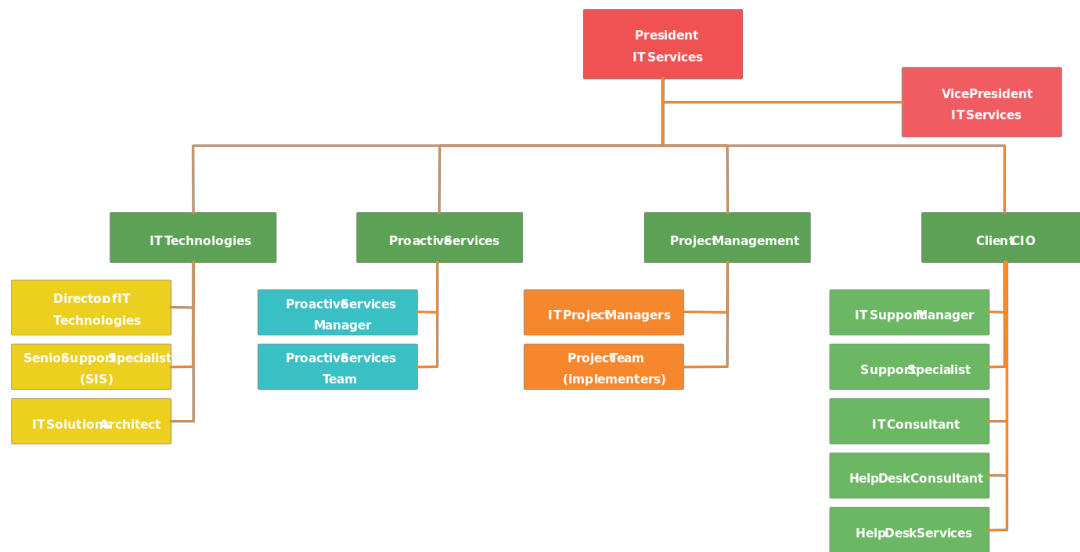 President
IT Services
Vice President
IT Services
IT Technologies
Proactive Services
Project Management
Client CIO
Director of IT
Technologies
Senior Support Specialist
(SIS)
IT Solutions Architect
Proactive Services
Manager
Proactive Services
Team
IT Project Managers
Project Team
(implementers)
IT Support Manager
Support Specialist
IT Consultant
Help Desk Consultant
Help Desk Services